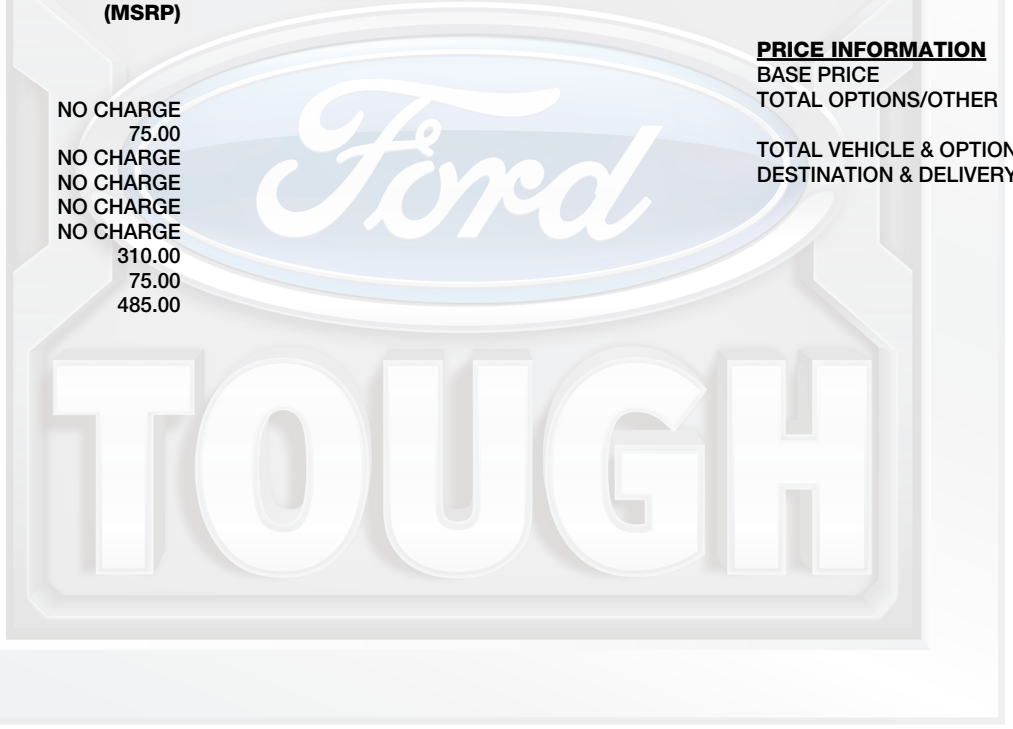 (MSRP)
NO CHARGE
75.00
NO CHARGE
NO CHARGE
NO CHARGE
NO CHARGE
310.00
75.00
485.00
PRICE INFORMATION
BASE PRICE
TOTAL OPTIONS/OTHER
TOTAL VEHICLE & OPTION
DESTINATION & DELIVERY
Ford
TOUGH